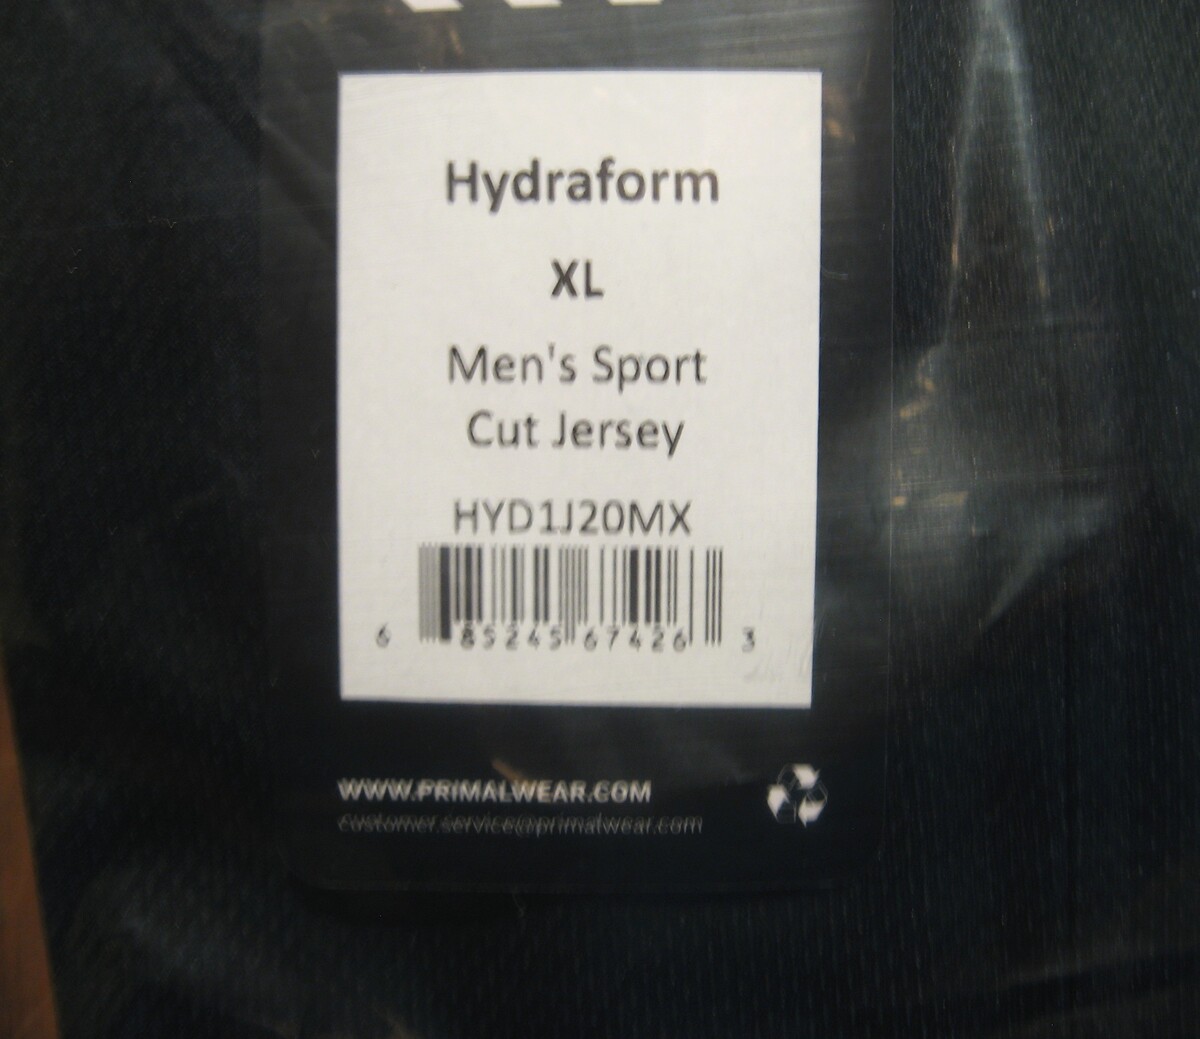 Hydraform
XL
Men's Sport
Cut Jersey
HYD1J20MX
6 85245 67426 3
WWW.PRIMALWEAR.COM
customer.service@primalwear.com